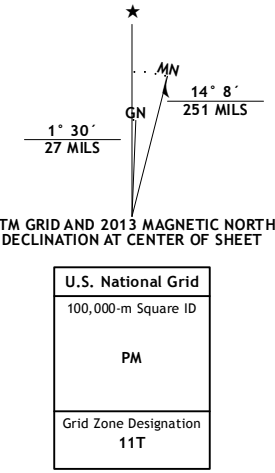 MN
GN
14° 8´
251 MILS
1° 30´
27 MILS
TM GRID AND 2013 MAGNETIC NORTH
DECLINATION AT CENTER OF SHEET
U.S. National Grid
100,000-m Square ID
PM
Grid Zone Designation
11T